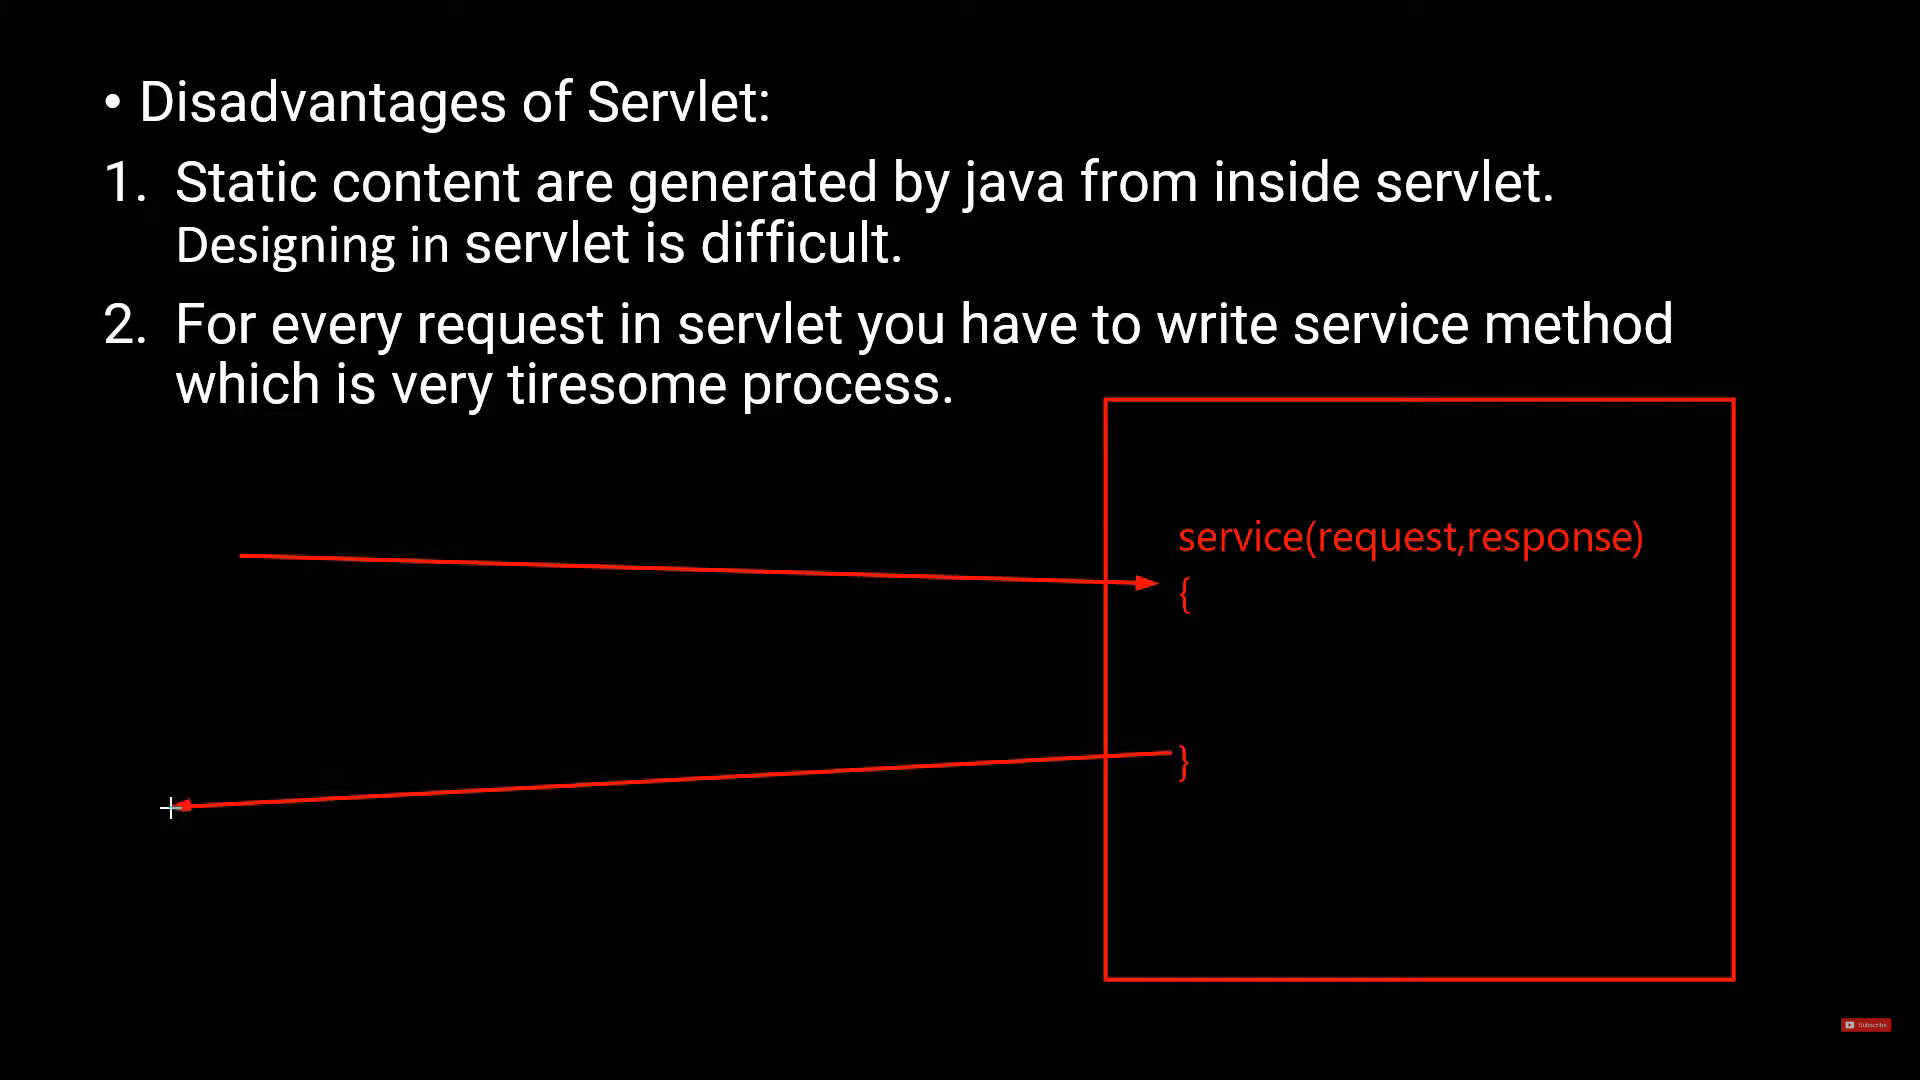 • Disadvantages of Servlet:
1. Static content are generated by java from inside servlet.
Designing in servlet is difficult.
2. For every request in servlet you have to write service method
which is very tiresome process.
service(request,response)
{
}
Subscribe